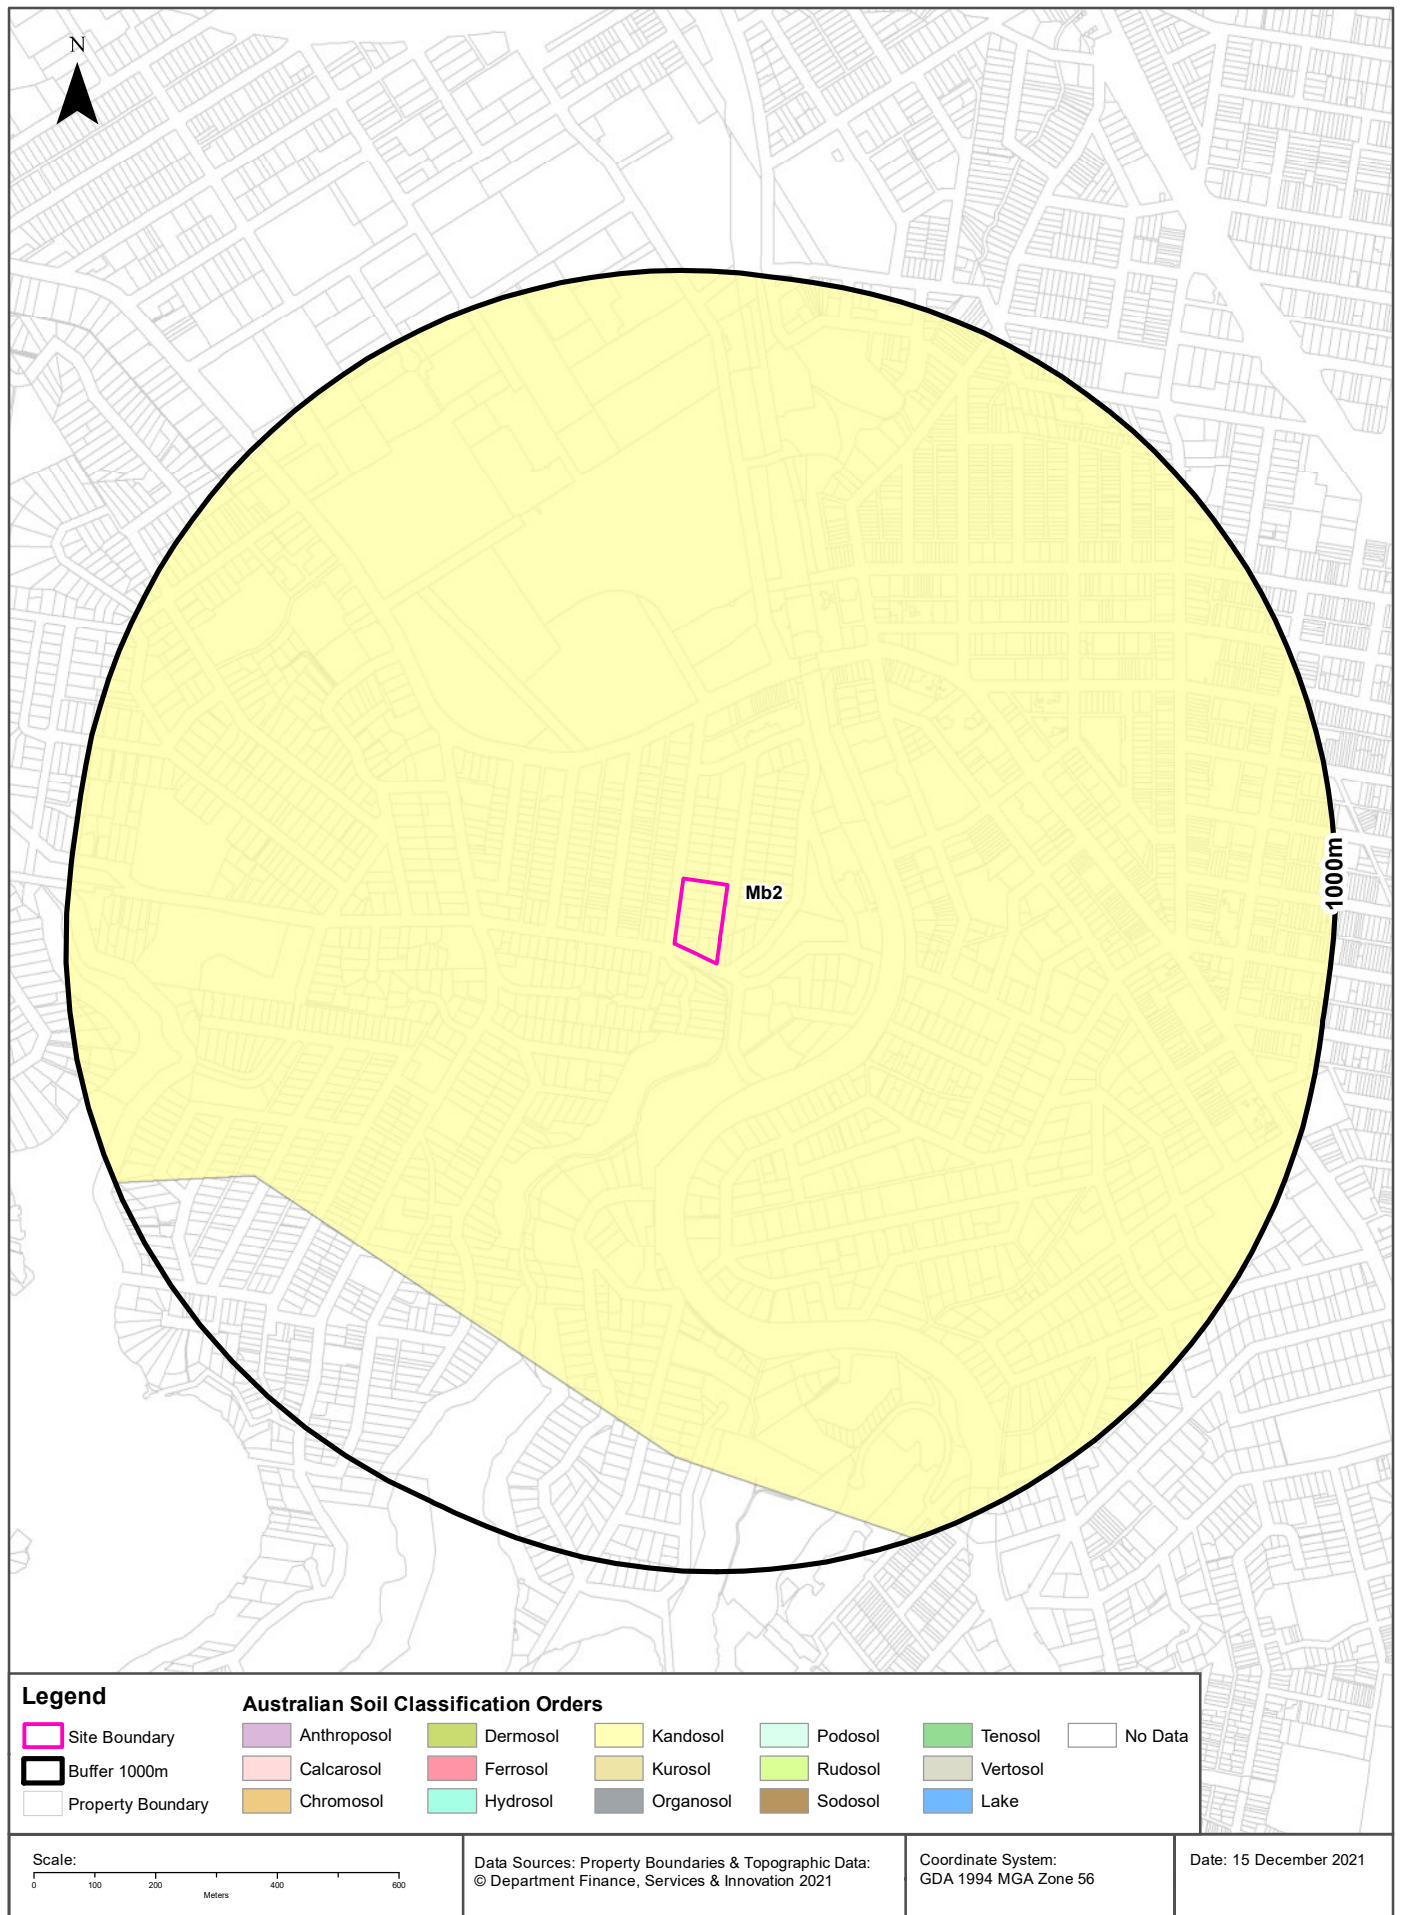 N
Mb2
1000m
Legend
Site Boundary
Buffer 1000m
Property Boundary
Australian Soil Classification Orders
Anthroposol
Calcarosol
Chromosol
Dermosol
Ferrosol
Hydrosol
Kandosol
Kurosol
Organosol
Podosol
Rudosol
Sodosol
Tenosol
Vertosol
Lake
No Data
Scale:
0 100 200 400 600
Meters
Data Sources: Property Boundaries & Topographic Data:
© Department Finance, Services & Innovation 2021
Coordinate System:
GDA 1994 MGA Zone 56
Date: 15 December 2021